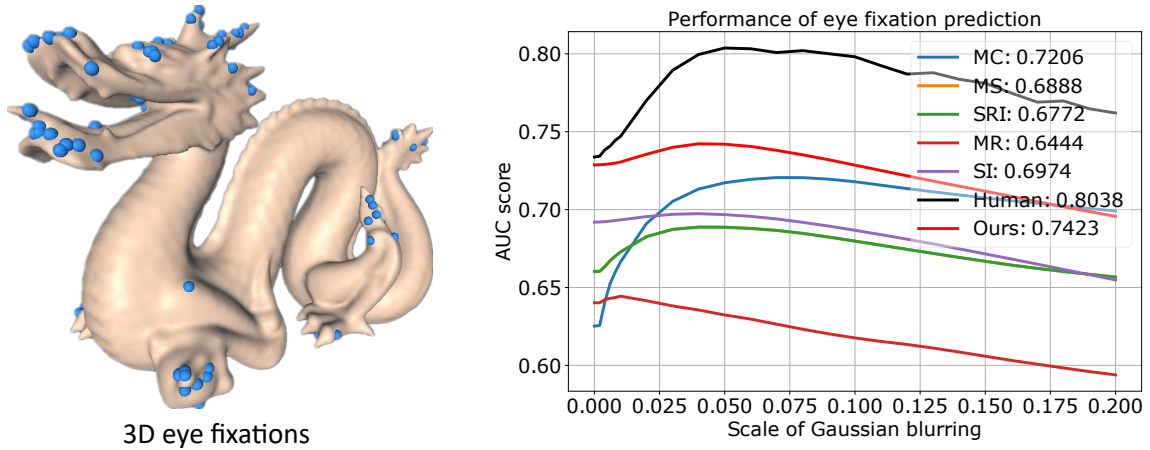 3D eye fixations
Performance of eye fixation prediction
AUC score
0.80
0.75
0.70
0.65
0.60
MC: 0.7206
MS: 0.6888
SRI: 0.6772
MR: 0.6444
SI: 0.6974
Human: 0.8038
Ours: 0.7423
0.000 0.025 0.050 0.075 0.100 0.125 0.150 0.175 0.200
Scale of Gaussian blurring